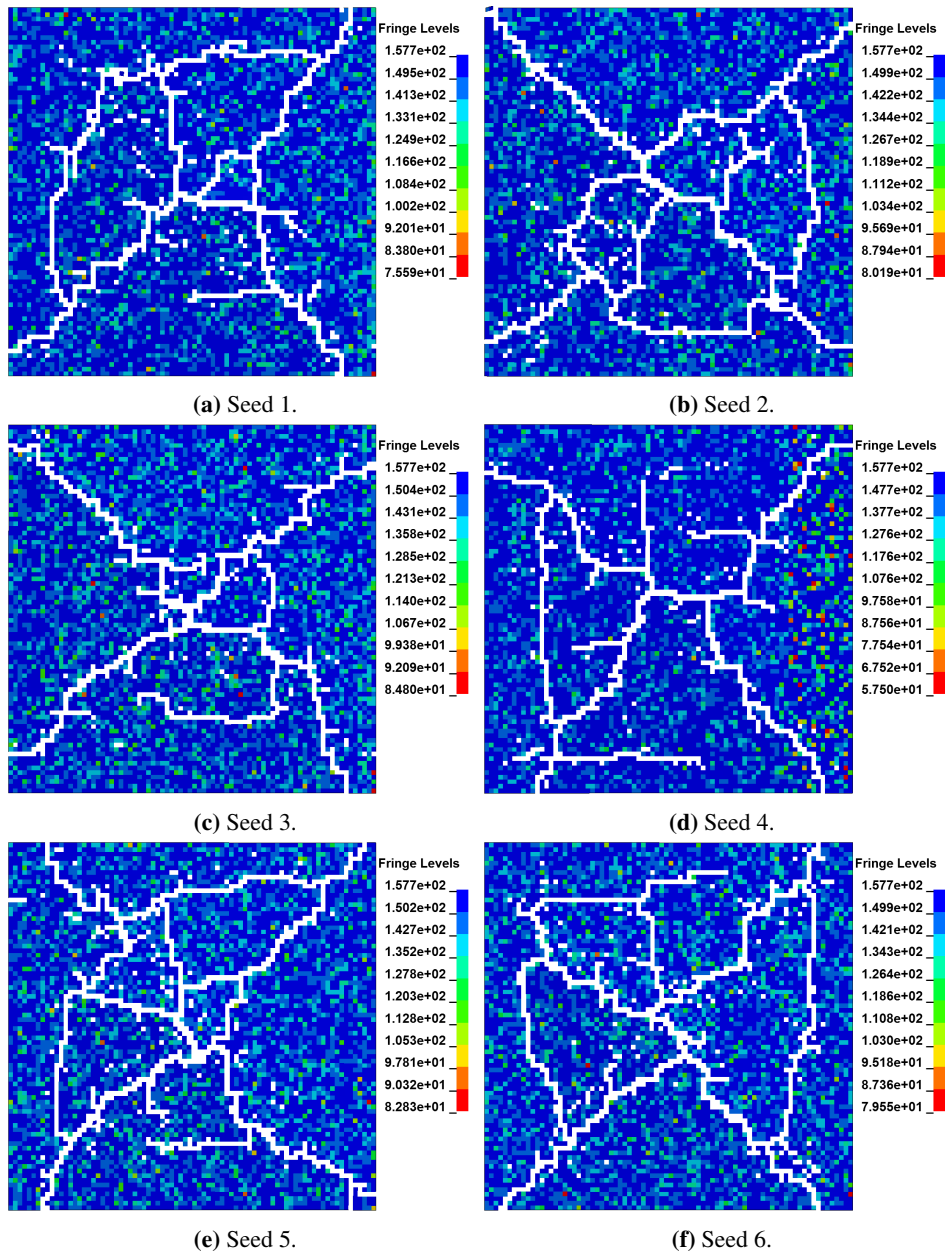 Fringe Levels
1.577e+02
1.495e+02
1.413e+02
1.331e+02
1.249e+02
1.166e+02
1.084e+02
1.002e+02
9.201e+01
8.380e+01
7.559e+01
(a) Seed 1.
Fringe Levels
1.577e+02
1.499e+02
1.422e+02
1.344e+02
1.267e+02
1.189e+02
1.112e+02
1.034e+02
9.569e+01
8.794e+01
8.019e+01
(b) Seed 2.
Fringe Levels
1.577e+02
1.504e+02
1.431e+02
1.358e+02
1.285e+02
1.213e+02
1.140e+02
1.067e+02
9.938e+01
9.209e+01
8.480e+01
(c) Seed 3.
Fringe Levels
1.577e+02
1.477e+02
1.377e+02
1.276e+02
1.176e+02
1.076e+02
9.758e+01
8.756e+01
7.754e+01
6.752e+01
5.750e+01
(d) Seed 4.
Fringe Levels
1.577e+02
1.502e+02
1.427e+02
1.352e+02
1.278e+02
1.203e+02
1.128e+02
1.053e+02
9.781e+01
9.032e+01
8.283e+01
(e) Seed 5.
Fringe Levels
1.577e+02
1.499e+02
1.421e+02
1.343e+02
1.264e+02
1.186e+02
1.108e+02
1.030e+02
9.518e+01
8.736e+01
7.955e+01
(f) Seed 6.